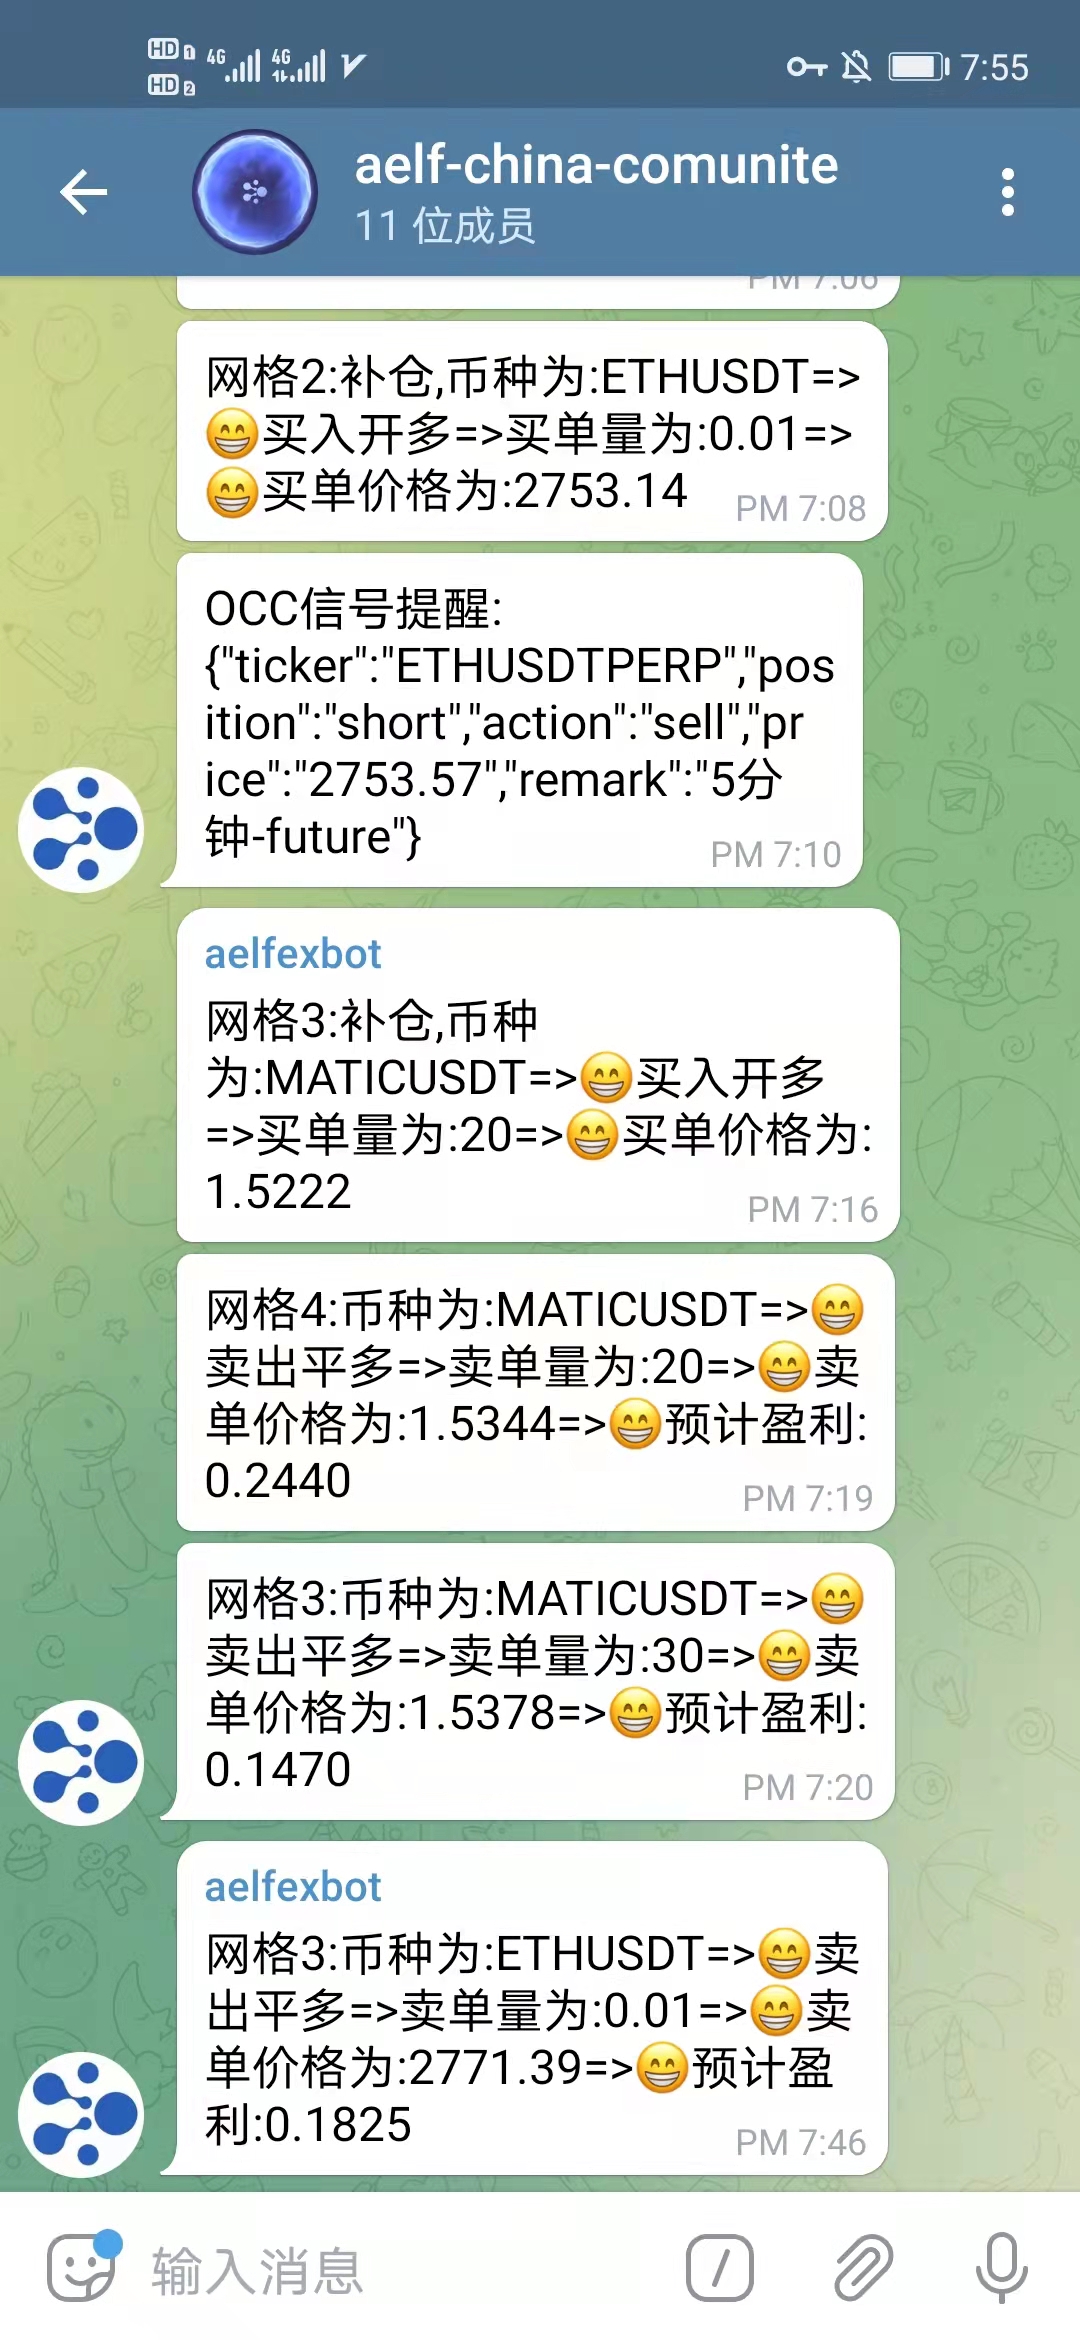 HD 1 4G 4G 7:55
HD 2
aelf-china-comunite
11 位成员
PM 7:06
网格2:补仓,币种为:ETHUSDT=>
😁买入开多=>买单量为:0.01=>
😁买单价格为:2753.14 PM 7:08
OCC信号提醒:
{"ticker":"ETHUSDTPERP","pos
ition":"short","action":"sell","pr
ice":"2753.57","remark":"5分
钟-future"}
PM 7:10
aelfexbot
网格3:补仓,币种
为:MATICUSDT=>😁买入开多
=>买单量为:20=>😁买单价格为:
1.5222
PM 7:16
网格4:币种为:MATICUSDT=>😁
卖出平多=>卖单量为:20=>😁卖
单价格为:1.5344=>😁预计盈利:
0.2440
PM 7:19
网格3:币种为:MATICUSDT=>😁
卖出平多=>卖单量为:30=>😁卖
单价格为:1.5378=>😁预计盈利:
0.1470
PM 7:20
aelfexbot
网格3:币种为:ETHUSDT=>😁卖
出平多=>卖单量为:0.01=>😁卖
单价格为:2771.39=>😁预计盈
利:0.1825
PM 7:46
输入消息